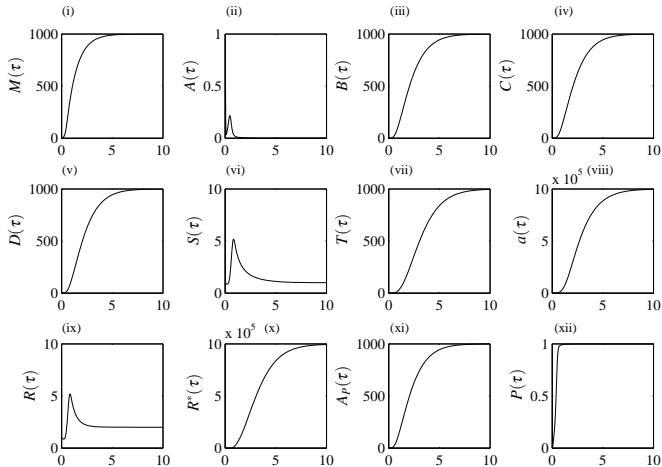 (i) (ii) (iii) (iv)
M(τ) 1000 500 0 0 5 10
A(τ) 1 0.5 0 0 5 10
B(τ) 1000 500 0 0 5 10
C(τ) 1000 500 0 0 5 10
(v) (vi) (vii) x 10⁵ (viii)
D(τ) 1000 500 0 0 5 10
S(τ) 10 5 0 0 5 10
T(τ) 1000 500 0 0 5 10
a(τ) 10 5 0 0 5 10
(ix) x 10⁵ (x) (xi) (xii)
R(τ) 10 5 0 0 5 10
R*(τ) 10 5 0 0 5 10
A_P(τ) 1000 500 0 0 5 10
P(τ) 1 0.5 0 0 5 10